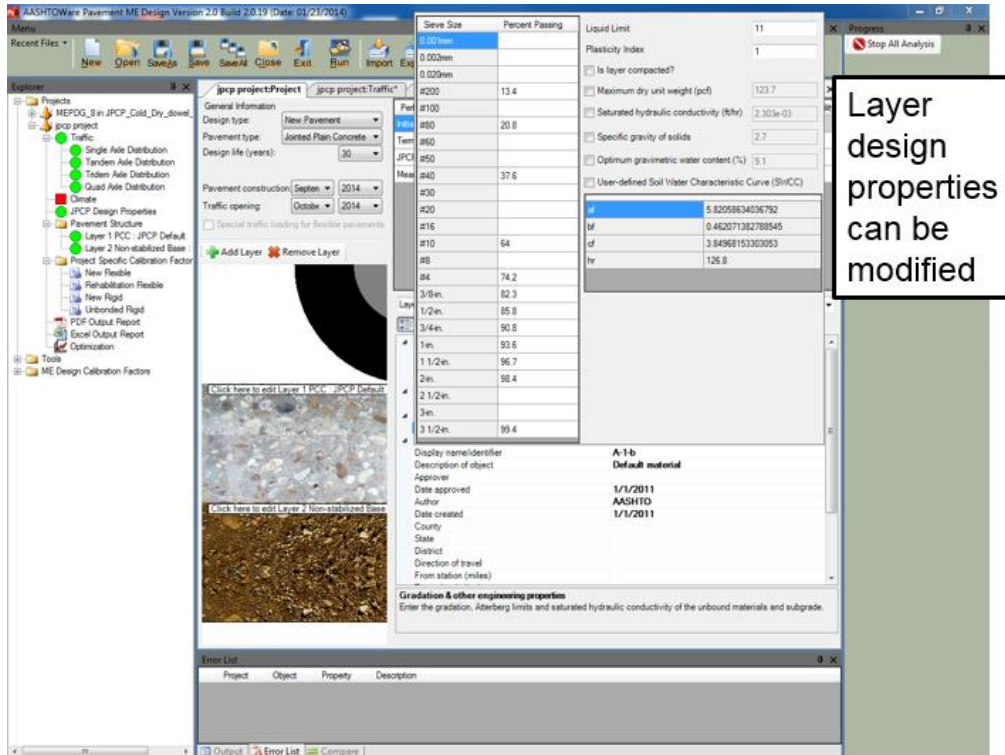 AASHTOWare Pavement ME Design Version 2.0 Build 2.0.19 (Date: 01/23/2014)
Menu
Recent Files
New Open SaveAs Save SaveAll Close Exit Run Import
Progress
Stop All Analysis
Explorer
Projects
MEPDG_8 in JPCP_Cold_Dry_dowel_
jpcp project
Traffic
Single Axle Distribution
Tandem Axle Distribution
Tridem Axle Distribution
Quad Axle Distribution
Climate
JPCP Design Properties
Pavement Structure
Layer 1 PCC : JPCP Default
Layer 2 Non-stabilized Base :
Project Specific Calibration Factor
New Flexible
Rehabilitation Flexible
New Rigid
Unbonded Rigid
PDF Output Report
Excel Output Report
Optimization
Tools
ME Design Calibration Factors
jpcp project:Project jpcp project:Traffic*
General Information
Design type: New Pavement
Pavement type: Jointed Plain Concrete
Design life (years): 30
Pavement construction: Septen 2014
Traffic opening: Octobe 2014
Special traffic loading for flexible pavements
Add Layer Remove Layer
Click here to edit Layer 1 PCC : JPCP Default
Click here to edit Layer 2 Non-stabilized Base
Sieve Size Percent Passing
0.001mm
0.002mm
0.020mm
#200 13.4
#100
#80 20.8
#60
#50
#40 37.6
#30
#20
#16
#10 64
#8
#4 74.2
3/8-in. 82.3
1/2-in. 85.8
3/4-in. 90.8
1-in. 93.6
1 1/2-in. 96.7
2-in. 98.4
2 1/2-in.
3-in.
3 1/2-in. 99.4
Liquid Limit 11
Plasticity Index 1
Is layer compacted?
Maximum dry unit weight (pcf) 123.7
Saturated hydraulic conductivity (ft/hr) 2.303e-03
Specific gravity of solids 2.7
Optimum gravimetric water content (%) 9.1
User-defined Soil Water Characteristic Curve (SWCC)
af 5.82058634036792
bf 0.462071382788545
cf 3.84968153303053
hr 126.8
Display name/identifier A-1-b
Description of object Default material
Approver
Date approved 1/1/2011
Author AASHTO
Date created 1/1/2011
County
State
District
Direction of travel
From station (miles)
Gradation & other engineering properties
Enter the gradation, Atterberg limits and saturated hydraulic conductivity of the unbound materials and subgrade.
Error List
Project Object Property Description
Output Error List Compare
Layer
design
properties
can be
modified